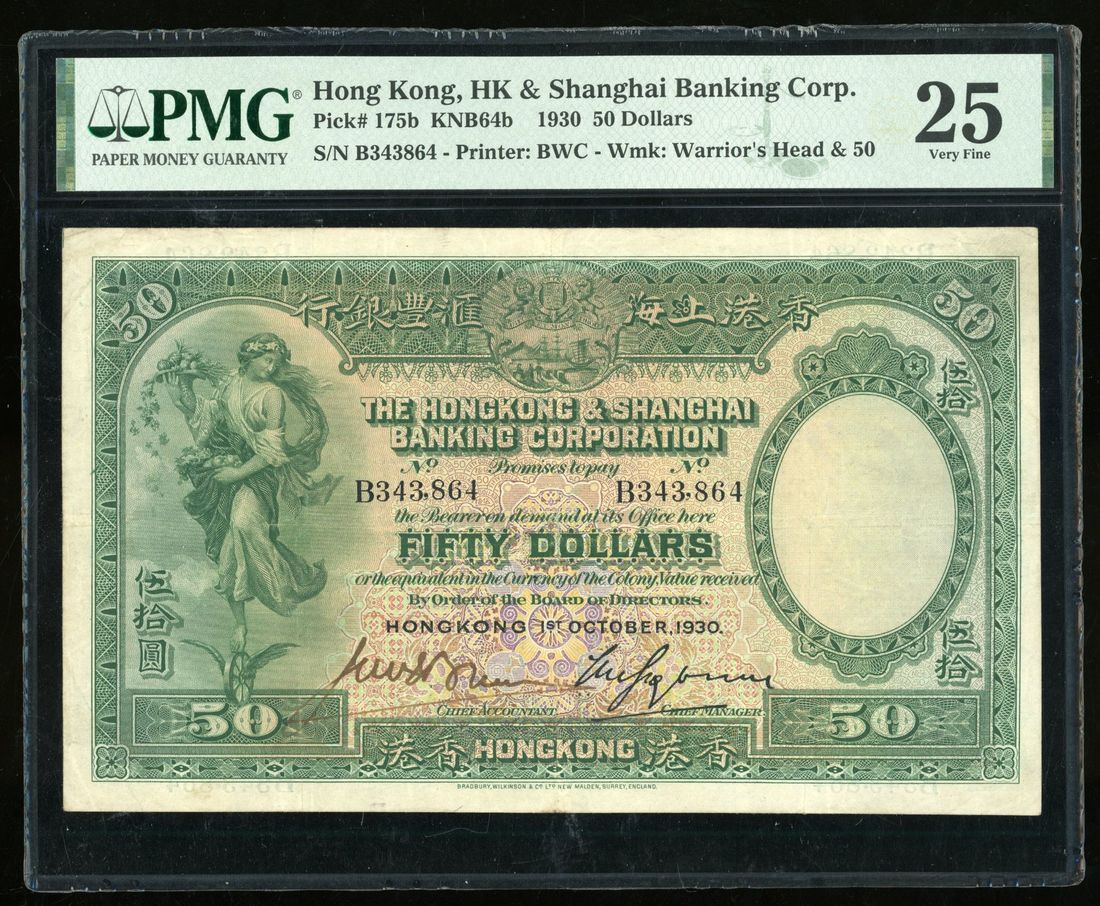 PMG®
PAPER MONEY GUARANTY
Hong Kong, HK & Shanghai Banking Corp.
Pick# 175b KNB64b 1930 50 Dollars
S/N B343864 - Printer: BWC - Wmk: Warrior's Head & 50
25
Very Fine
50 50
行銀豐滙 海上港香
伍拾
THE HONGKONG & SHANGHAI
BANKING CORPORATION
No. Promises to pay No.
B343,864 B343,864
the Bearer on demand at its Office here
FIFTY DOLLARS
or the equivalent in the Currency of the Colony, Value received
By Order of the BOARD OF DIRECTORS.
HONGKONG 1ST OCTOBER, 1930.
伍拾圓
伍拾
CHIEF ACCOUNTANT CHIEF MANAGER
50 50
港香 HONGKONG 港香
BRADBURY, WILKINSON & Co. LTD NEW MALDEN, SURREY, ENGLAND.